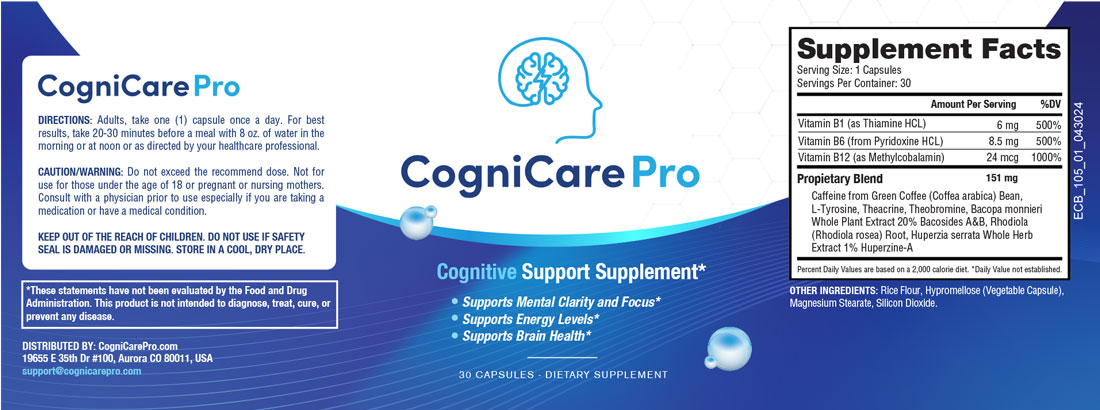 CogniCare Pro
DIRECTIONS: Adults, take one (1) capsule once a day. For best
results, take 20-30 minutes before a meal with 8 oz. of water in the
morning or at noon or as directed by your healthcare professional.
CAUTION/WARNING: Do not exceed the recommend dose. Not for
use for those under the age of 18 or pregnant or nursing mothers.
Consult with a physician prior to use especially if you are taking a
medication or have a medical condition.
KEEP OUT OF THE REACH OF CHILDREN. DO NOT USE IF SAFETY
SEAL IS DAMAGED OR MISSING. STORE IN A COOL, DRY PLACE.
*These statements have not been evaluated by the Food and Drug
Administration. This product is not intended to diagnose, treat, cure, or
prevent any disease.
DISTRIBUTED BY: CogniCarePro.com
19655 E 35th Dr #100, Aurora CO 80011, USA
support@cognicarepro.com
CogniCare Pro
Cognitive Support Supplement*
• Supports Mental Clarity and Focus*
• Supports Energy Levels*
• Supports Brain Health*
30 CAPSULES - DIETARY SUPPLEMENT
Supplement Facts
Serving Size: 1 Capsules
Servings Per Container: 30
Amount Per Serving %DV
Vitamin B1 (as Thiamine HCL) 6 mg 500%
Vitamin B6 (from Pyridoxine HCL) 8.5 mg 500%
Vitamin B12 (as Methylcobalamin) 24 mcg 1000%
Propietary Blend 151 mg
Caffeine from Green Coffee (Coffea arabica) Bean,
L-Tyrosine, Theacrine, Theobromine, Bacopa monnieri
Whole Plant Extract 20% Bacosides A&B, Rhodiola
(Rhodiola rosea) Root, Huperzia serrata Whole Herb
Extract 1% Huperzine-A
Percent Daily Values are based on a 2,000 calorie diet. *Daily Value not established.
OTHER INGREDIENTS: Rice Flour, Hypromellose (Vegetable Capsule),
Magnesium Stearate, Silicon Dioxide.
ECB_105_01_043024